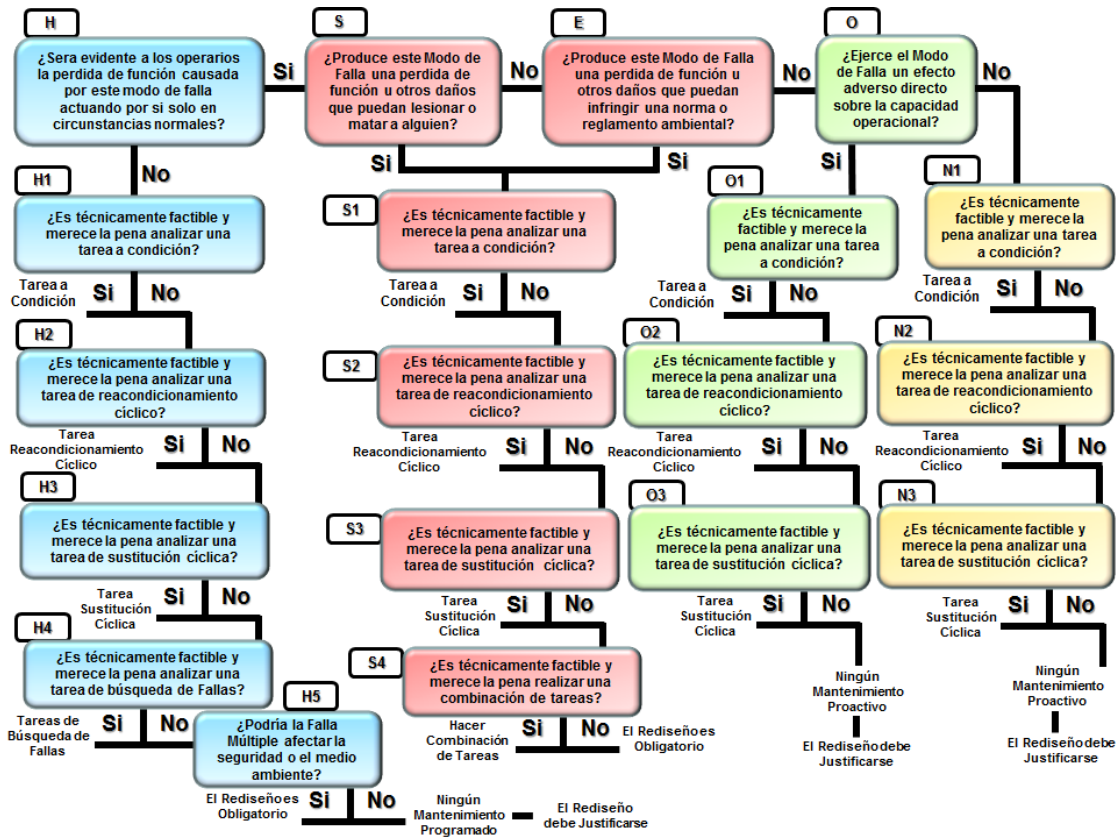 H
¿Sera evidente a los operarios
la perdida de función causada
por este modo de falla
actuando por si solo en
circunstancias normales?
Si
No
S
¿Produce este Modo de
Falla una perdida de
función u otros daños
que puedan lesionar o
matar a alguien?
No
Si
E
¿Produce este Modo de Falla
una perdida de función u
otros daños que puedan
infringir una norma o
reglamento ambiental?
No
Si
O
¿Ejerce el Modo
de Falla un efecto
adverso directo
sobre la capacidad
operacional?
No
Si
H1
¿Es técnicamente factible y
merece la pena analizar una
tarea a condición?
Tarea a
Condición
Si
No
H2
¿Es técnicamente factible y
merece la pena analizar una
tarea de reacondicionamiento
cíclico?
Tarea
Reacondicionamiento
Cíclico
Si
No
H3
¿Es técnicamente factible y
merece la pena analizar una
tarea de sustitución cíclica?
Tarea
Sustitución
Cíclica
Si
No
H4
¿Es técnicamente factible y
merece la pena analizar una
tarea de búsqueda de Fallas?
Tareas de
Búsqueda de
Fallas
Si
No
H5
¿Podría la Falla
Múltiple afectar la
seguridad o el medio
ambiente?
El Rediseño es
Obligatorio
Si
No
Ningún
Mantenimiento
Programado
El Rediseño
debe Justificarse
S1
¿Es técnicamente factible y
merece la pena analizar una
tarea a condición?
Tarea a
Condición
Si
No
S2
¿Es técnicamente factible y
merece la pena analizar una
tarea de reacondicionamiento
cíclico?
Tarea
Reacondicionamiento
Cíclico
Si
No
S3
¿Es técnicamente factible y
merece la pena analizar una
tarea de sustitución cíclica?
Tarea
Sustitución
Cíclica
Si
No
S4
¿Es técnicamente factible y
merece la pena realizar una
combinación de tareas?
Hacer
Combinación
de Tareas
Si
No
El Rediseño es
Obligatorio
O1
¿Es técnicamente
factible y merece la
pena analizar una tarea
a condición?
Tarea a
Condición
Si
No
O2
¿Es técnicamente factible y
merece la pena analizar una
tarea de reacondicionamiento
cíclico?
Tarea
Reacondicionamiento
Cíclico
Si
No
O3
¿Es técnicamente factible y
merece la pena analizar una
tarea de sustitución cíclica?
Tarea
Sustitución
Cíclica
Si
No
Ningún
Mantenimiento
Proactivo
El Rediseño debe
Justificarse
N1
¿Es técnicamente
factible y merece la
pena analizar una tarea
a condición?
Tarea a
Condición
Si
No
N2
¿Es técnicamente factible y
merece la pena analizar una
tarea de reacondicionamiento
cíclico?
Tarea
Reacondicionamiento
Cíclico
Si
No
N3
¿Es técnicamente factible y
merece la pena analizar una
tarea de sustitución cíclica?
Tarea
Sustitución
Cíclica
Si
No
Ningún
Mantenimiento
Proactivo
El Rediseño debe
Justificarse